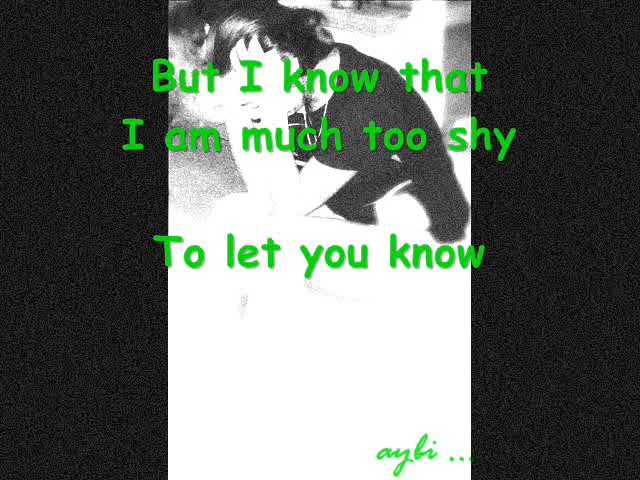 But I know that
I am much too shy
To let you know
aybi ...